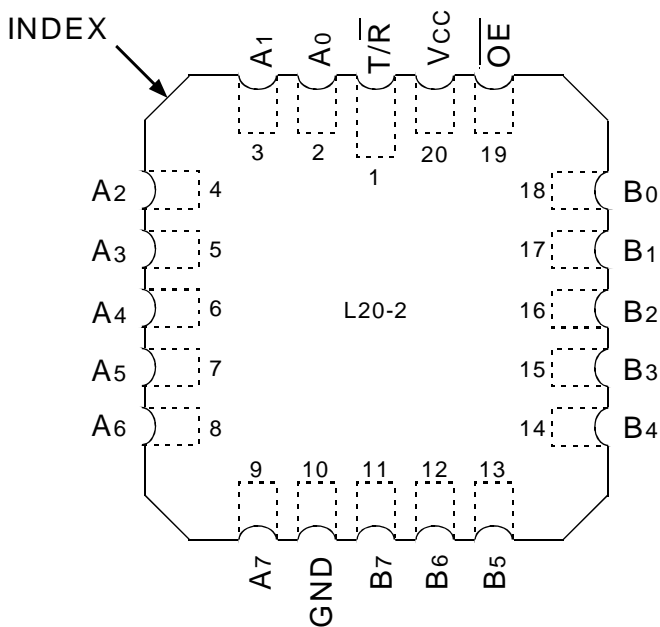 INDEX
A1 A0 T/R̅ VCC O̅E̅
3 2 1 20 19
A2 4 18 B0
A3 5 17 B1
A4 6 L20-2 16 B2
A5 7 15 B3
A6 8 14 B4
9 10 11 12 13
A7 GND B7 B6 B5